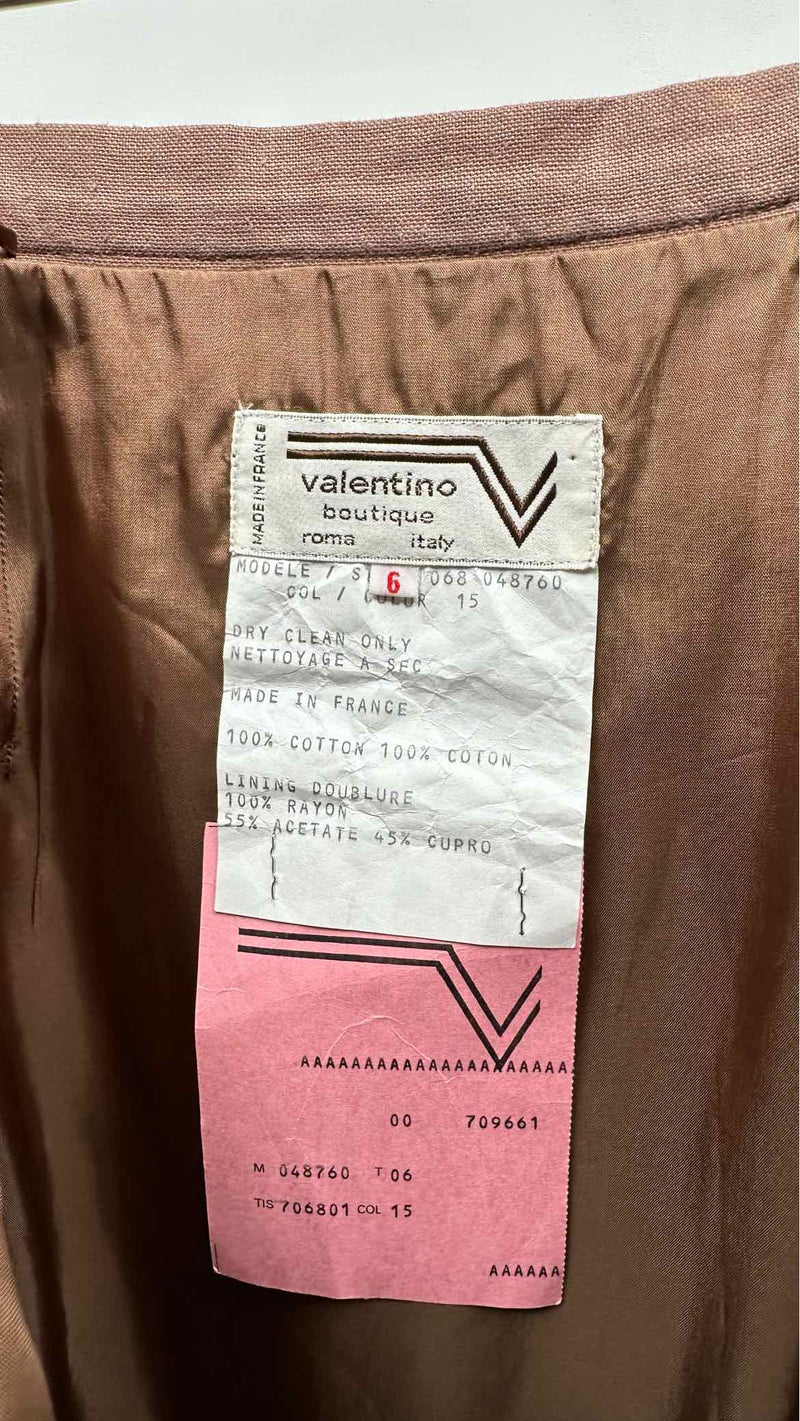 MADE IN FRANCE
valentino
boutique
roma italy
MODELE / S 6 068 048760
COL / COLOR 15
DRY CLEAN ONLY
NETTOYAGE A SEC
MADE IN FRANCE
100% COTTON 100% COTON
LINING DOUBLURE
100% RAYON
55% ACETATE 45% CUPRO
AAAAAAAAAAAAAAAAAAAAAA
00 709661
M 048760 T 06
TIS 706801 COL 15
AAAAAA